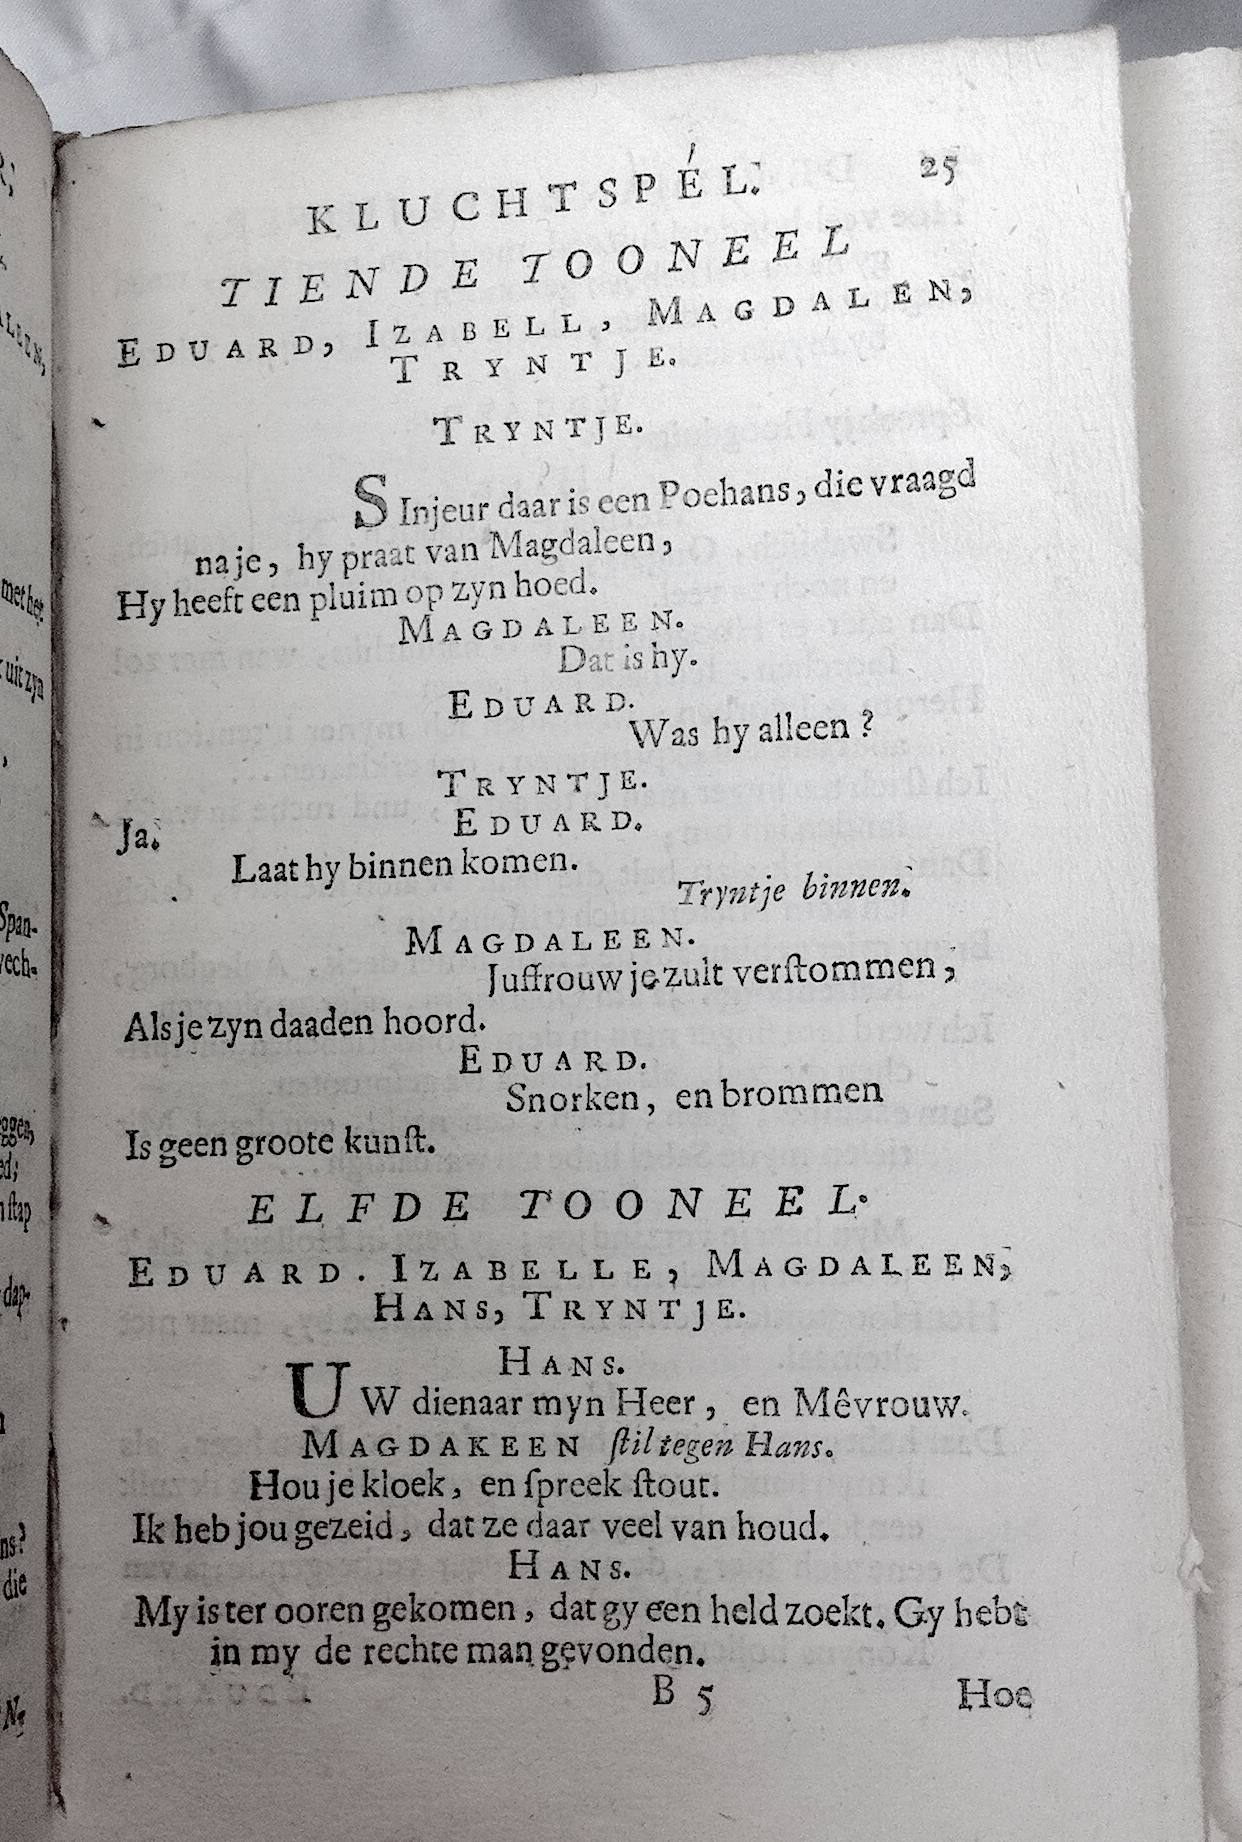 KLUCHTSPÉL. 25
TIENDE TOONEEL
EDUARD, IZABELL, MAGDALEN,
TRYNTJE.
TRYNTJE.
SInjeur daar is een Poehans, die vraagd
na je, hy praat van Magdaleen,
Hy heeft een pluim op zyn hoed.
MAGDALEEN.
Dat is hy.
EDUARD.
Was hy alleen?
TRYNTJE.
Ja.
EDUARD.
Laat hy binnen komen.
Tryntje binnen.
MAGDALEEN.
Juffrouw je zult verſtommen,
Als je zyn daaden hoord.
EDUARD.
Snorken, en brommen
Is geen groote kunſt.
ELFDE TOONEEL.
EDUARD. IZABELLE, MAGDALEEN,
HANS, TRYNTJE.
HANS.
UW dienaar myn Heer, en Mêvrouw.
MAGDAKEEN ſtil tegen Hans.
Hou je kloek, en ſpreek ſtout.
Ik heb jou gezeid, dat ze daar veel van houd.
HANS.
My is ter ooren gekomen, dat gy een held zoekt. Gy hebt
in my de rechte man gevonden.
B 5 Hoe